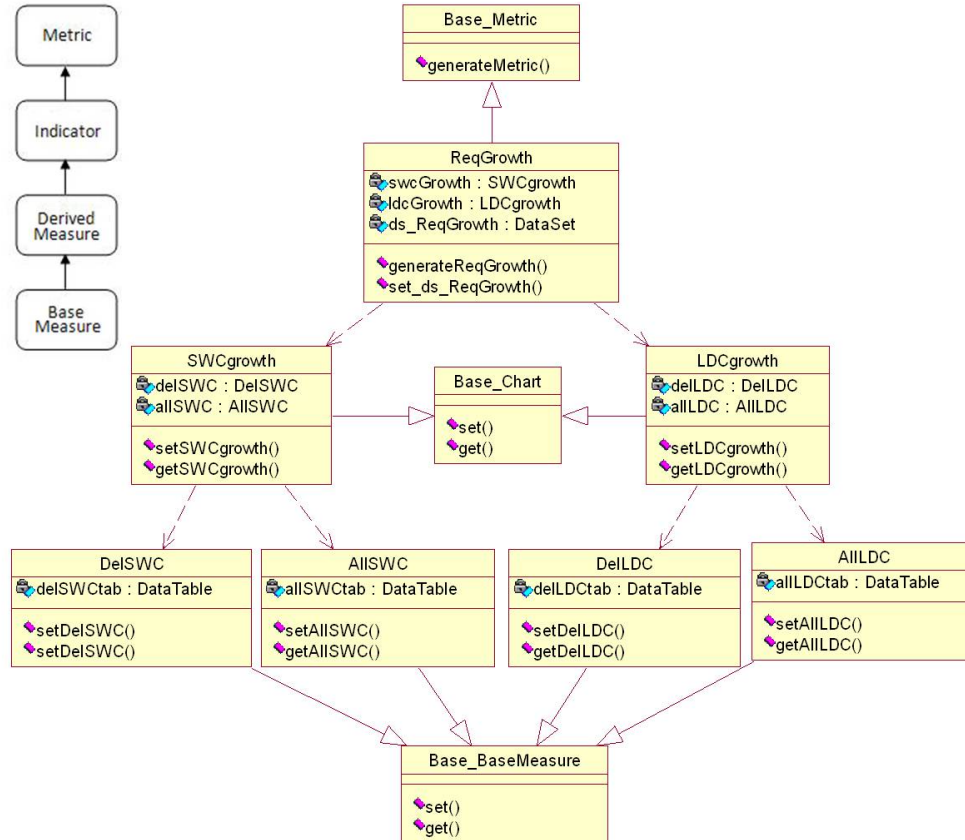 Metric
Indicator
Derived
Measure
Base
Measure
Base_Metric
generateMetric()
ReqGrowth
swcGrowth : SWCgrowth
ldcGrowth : LDCgrowth
ds_ReqGrowth : DataSet
generateReqGrowth()
set_ds_ReqGrowth()
SWCgrowth
delSWC : DelSWC
allSWC : AllSWC
setSWCgrowth()
getSWCgrowth()
Base_Chart
set()
get()
LDCgrowth
delLDC : DelLDC
allLDC : AllLDC
setLDCgrowth()
getLDCgrowth()
DelSWC
delSWCtab : DataTable
setDelSWC()
setDelSWC()
AllSWC
allSWCtab : DataTable
setAllSWC()
getAllSWC()
DelLDC
delLDCtab : DataTable
setDelLDC()
getDelLDC()
AllLDC
allLDCtab : DataTable
setAllLDC()
getAllLDC()
Base_BaseMeasure
set()
get()